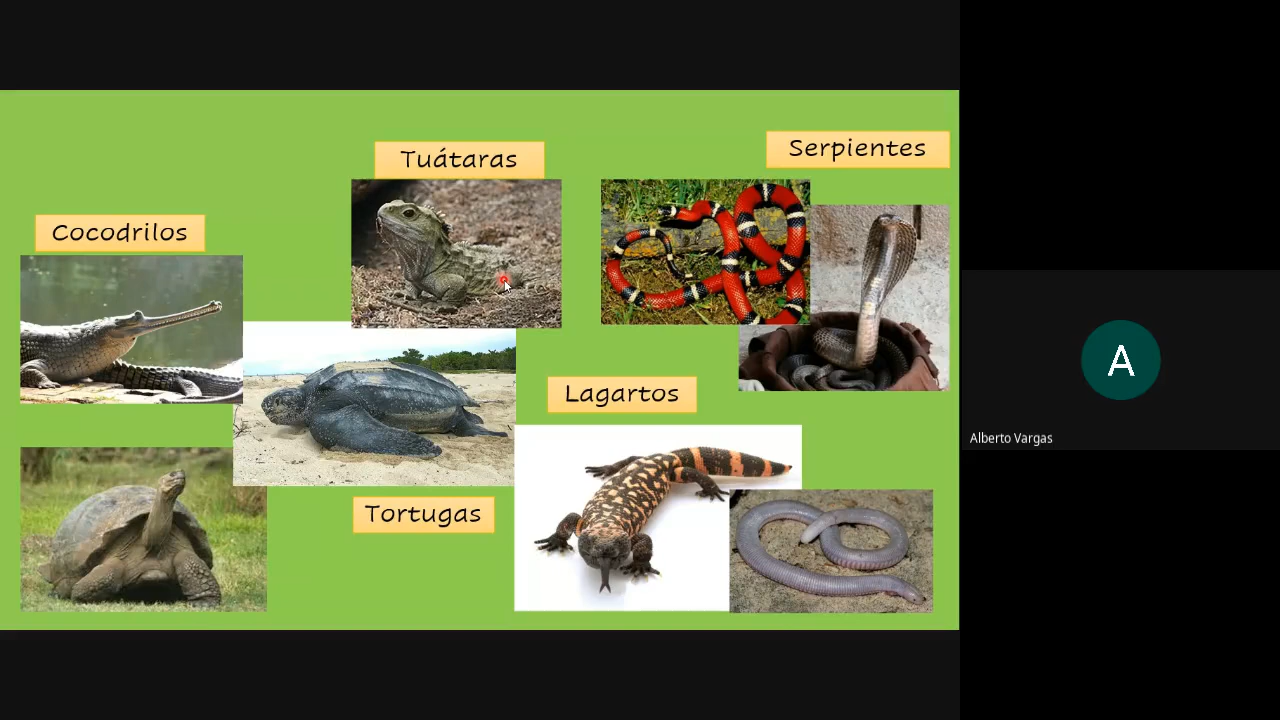 Tuátaras
Serpientes
Cocodrilos
Lagartos
Tortugas
A
Alberto Vargas